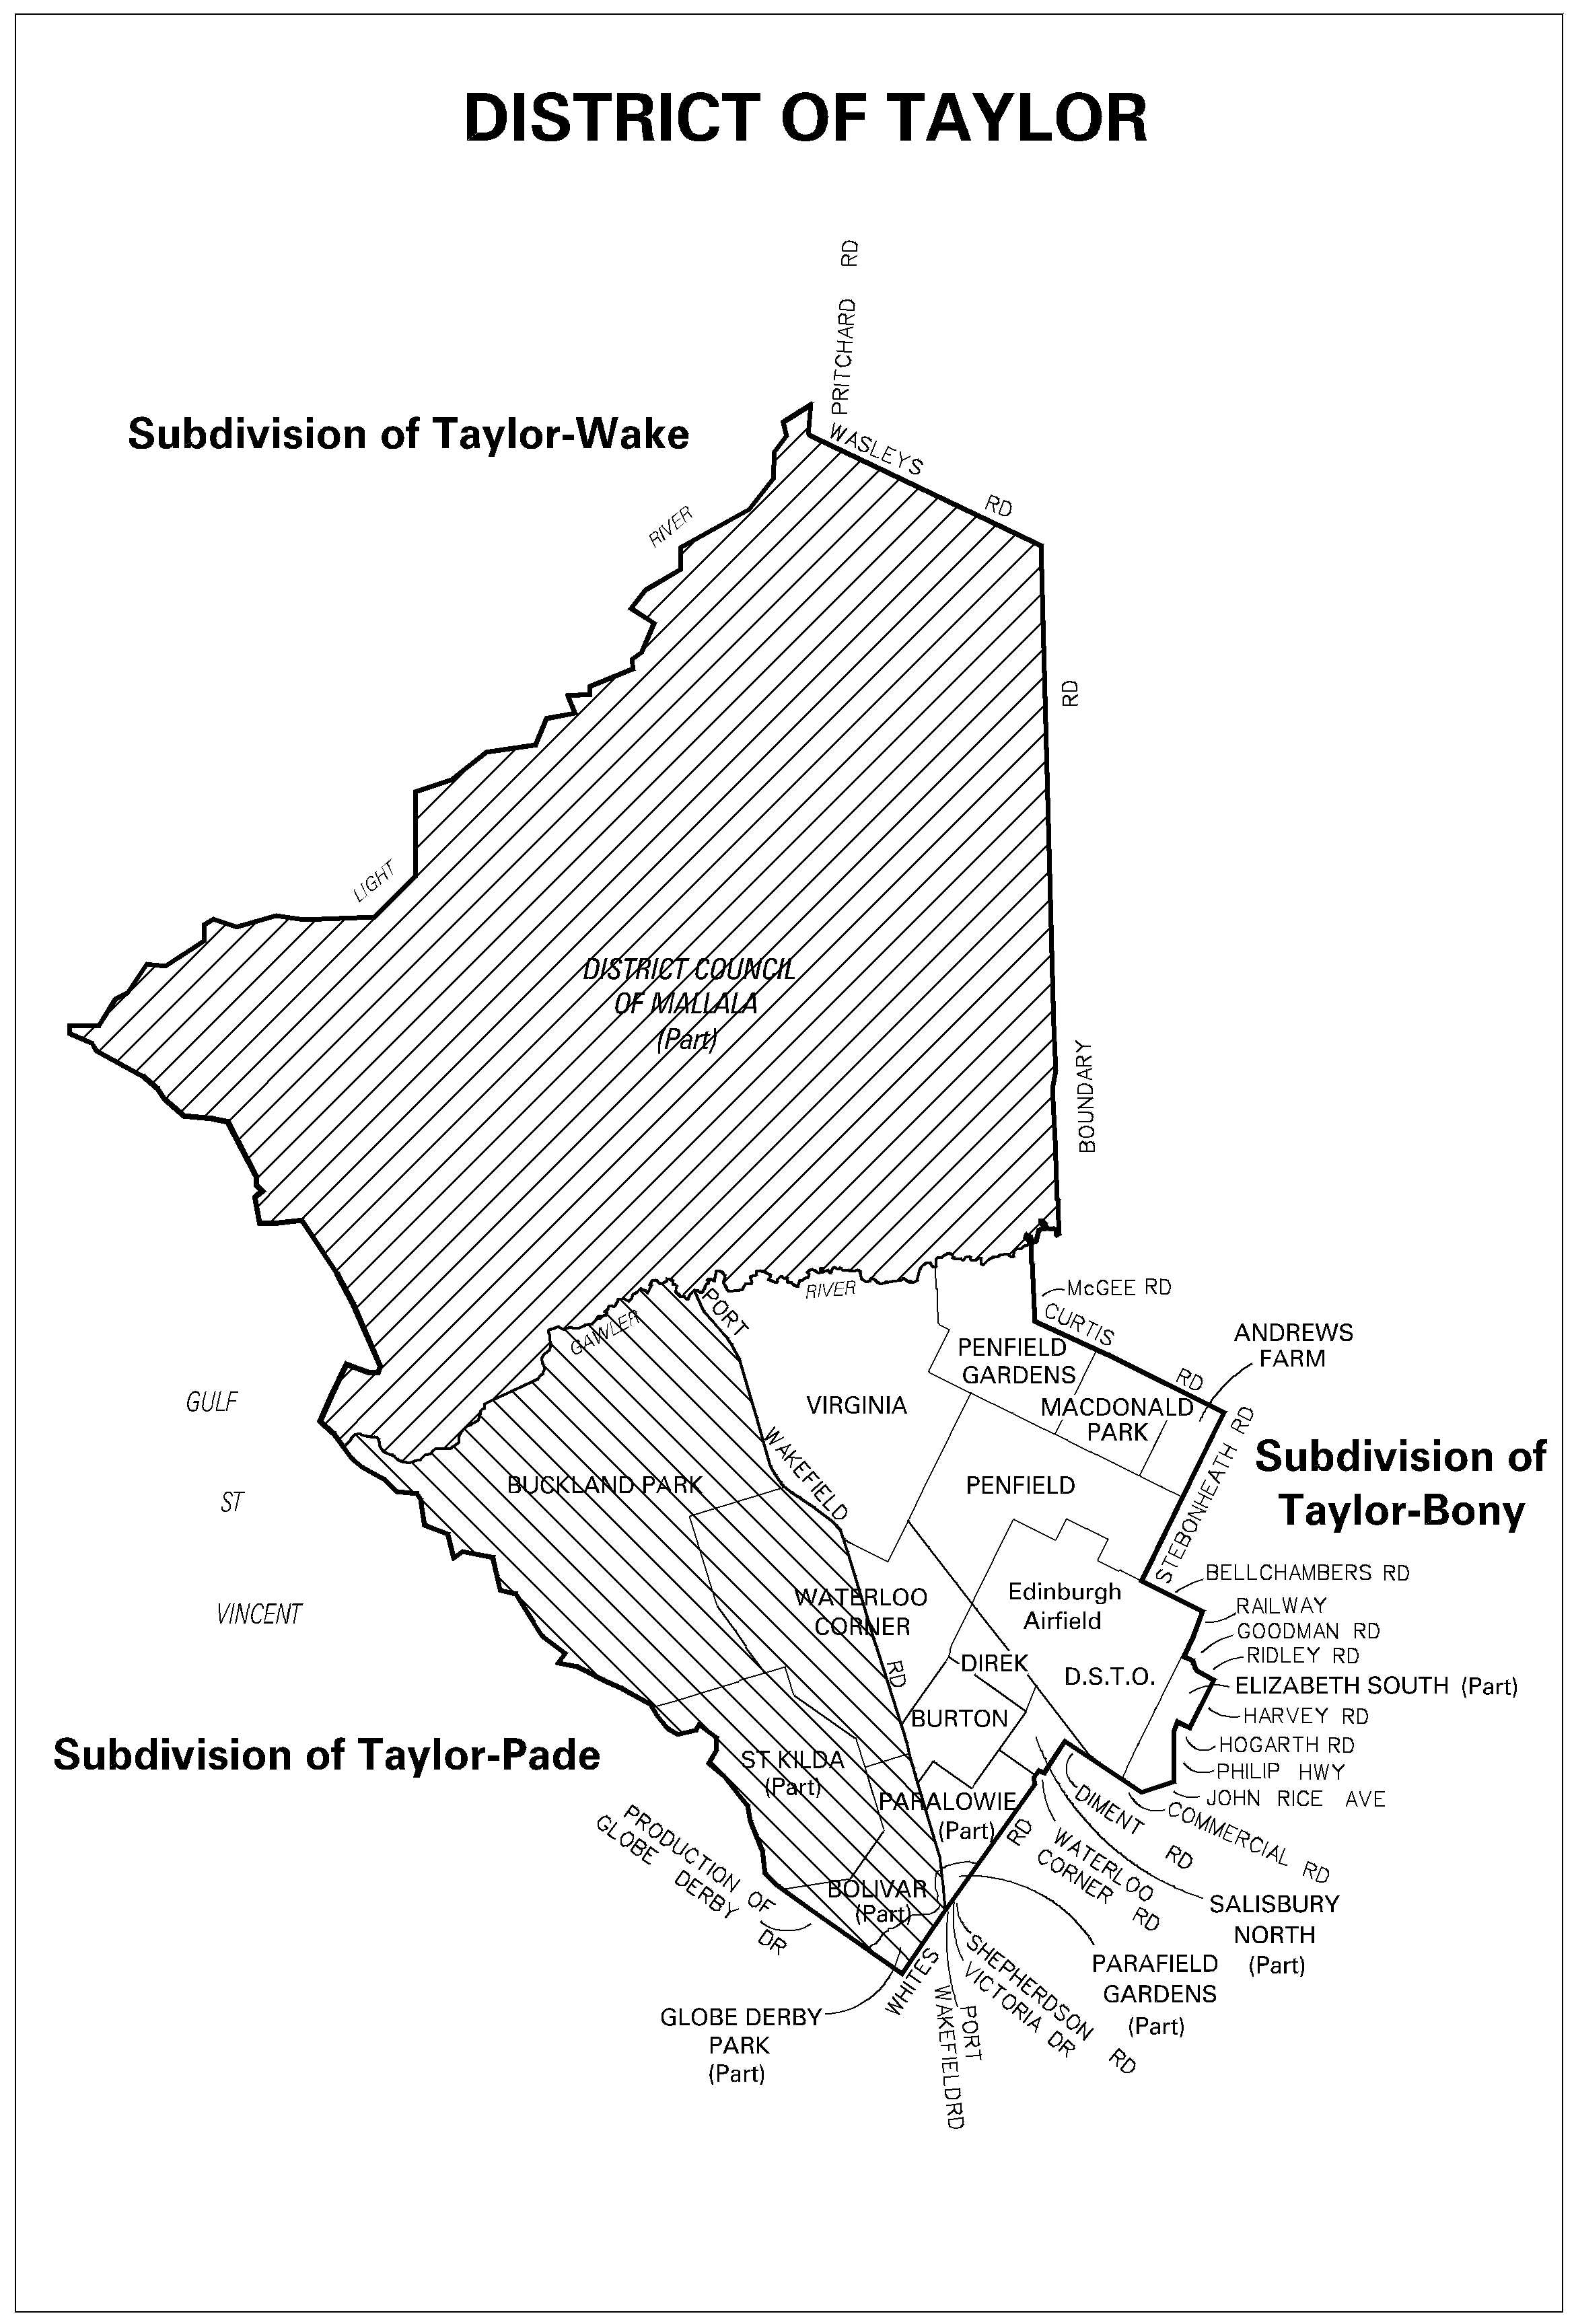 DISTRICT OF TAYLOR
PRITCHARD RD
Subdivision of Taylor-Wake
WASLEYS RD
RIVER
RD
LIGHT
DISTRICT COUNCIL
OF MALLALA
(Part)
BOUNDARY
RIVER
McGEE RD
PORT
GAWLER
CURTIS RD
ANDREWS
FARM
PENFIELD
GARDENS
GULF
VIRGINIA
MACDONALD
PARK
STEBONHEATH RD
Subdivision of
Taylor-Bony
WAKEFIELD
BUCKLAND PARK
PENFIELD
ST
BELLCHAMBERS RD
Edinburgh
Airfield
WATERLOO
CORNER
RAILWAY
VINCENT
GOODMAN RD
RIDLEY RD
DIREK
RD
D.S.T.O.
ELIZABETH SOUTH (Part)
BURTON
HARVEY RD
Subdivision of Taylor-Pade
HOGARTH RD
ST KILDA
(Part)
PHILIP HWY
JOHN RICE AVE
PARALOWIE
(Part)
RD
DIMENT RD
COMMERCIAL RD
PRODUCTION OF
GLOBE DERBY DR
WATERLOO
CORNER RD
BOLIVAR
(Part)
SALISBURY
NORTH
(Part)
WHITES
SHEPHERDSON RD
VICTORIA DR
PARAFIELD
GARDENS
(Part)
GLOBE DERBY
PARK
(Part)
PORT
WAKEFIELD RD